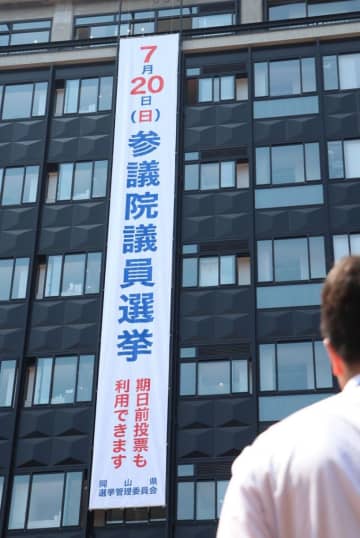 7月20日(日)
参議院議員選挙
期日前投票も
利用できます
岡山県
選挙管理委員会